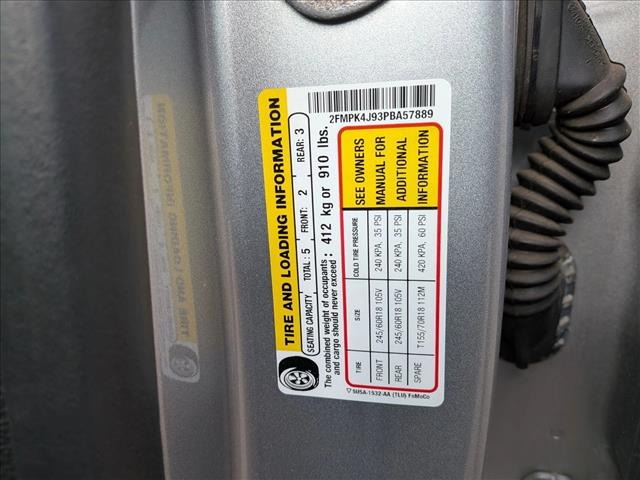 2FMPK4J93PBA57889
TIRE AND LOADING INFORMATION
SEATING CAPACITY TOTAL: 5 FRONT: 2 REAR: 3
The combined weight of occupants and cargo should never exceed: 412 kg or 910 lbs.
TIRE SIZE COLD TIRE PRESSURE SEE OWNERS
FRONT 245/60R18 105V 240 KPA, 35 PSI MANUAL FOR
REAR 245/60R18 105V 240 KPA, 35 PSI ADDITIONAL
SPARE T155/70R18 112M 420 KPA, 60 PSI INFORMATION
5U5A-1532-AA (TLU) FoMoCo